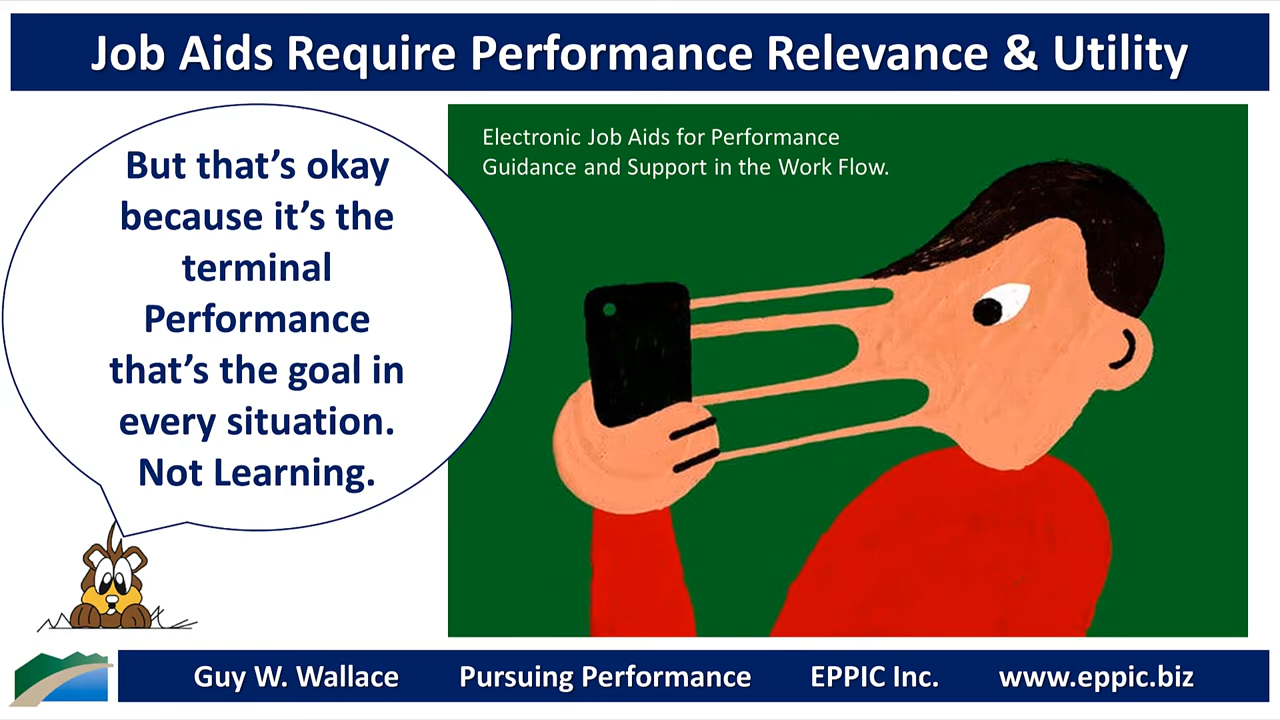 Job Aids Require Performance Relevance & Utility
But that’s okay
because it’s the
terminal
Performance
that’s the goal in
every situation.
Not Learning.
Electronic Job Aids for Performance
Guidance and Support in the Work Flow.
Guy W. Wallace Pursuing Performance EPPIC Inc. www.eppic.biz